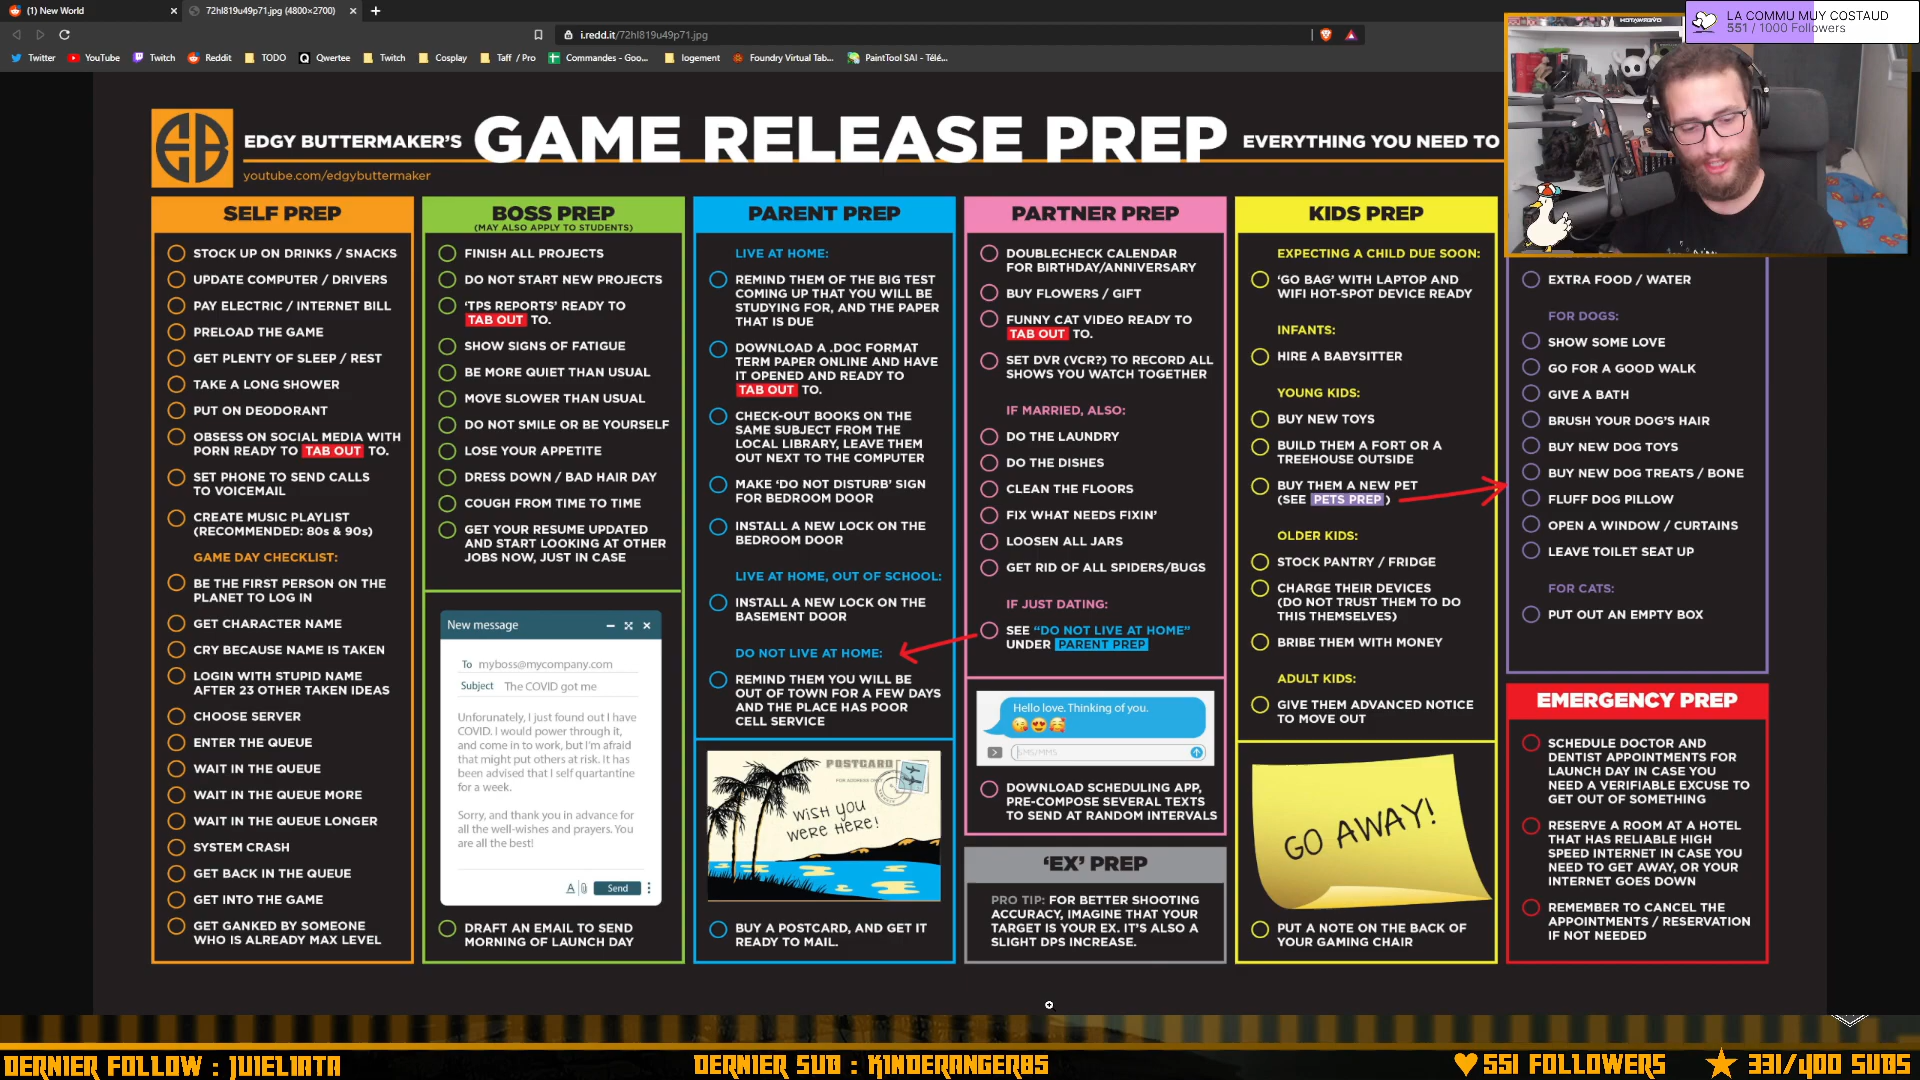 (1) New World
72hl819u49p71.jpg (4800×2700)
i.redd.it/72hl819u49p71.jpg
Twitter
YouTube
Twitch
Reddit
TODO
Qwertee
Twitch
Cosplay
Taff / Pro
Commandes - Goo...
logement
Foundry Virtual Tab...
PaintTool SAI - Télé...
LA COMMU MUY COSTAUD
551 / 1000 Followers
EDGY BUTTERMAKER'S
GAME RELEASE PREP
EVERYTHING YOU NEED TO
youtube.com/edgybuttermaker
SELF PREP
STOCK UP ON DRINKS / SNACKS
UPDATE COMPUTER / DRIVERS
PAY ELECTRIC / INTERNET BILL
PRELOAD THE GAME
GET PLENTY OF SLEEP / REST
TAKE A LONG SHOWER
PUT ON DEODORANT
OBSESS ON SOCIAL MEDIA WITH
PORN READY TO TAB OUT TO.
SET PHONE TO SEND CALLS
TO VOICEMAIL
CREATE MUSIC PLAYLIST
(RECOMMENDED: 80s & 90s)
GAME DAY CHECKLIST:
BE THE FIRST PERSON ON THE
PLANET TO LOG IN
GET CHARACTER NAME
CRY BECAUSE NAME IS TAKEN
LOGIN WITH STUPID NAME
AFTER 23 OTHER TAKEN IDEAS
CHOOSE SERVER
ENTER THE QUEUE
WAIT IN THE QUEUE
WAIT IN THE QUEUE MORE
WAIT IN THE QUEUE LONGER
SYSTEM CRASH
GET BACK IN THE QUEUE
GET INTO THE GAME
GET GANKED BY SOMEONE
WHO IS ALREADY MAX LEVEL
BOSS PREP
(MAY ALSO APPLY TO STUDENTS)
FINISH ALL PROJECTS
DO NOT START NEW PROJECTS
'TPS REPORTS' READY TO
TAB OUT TO.
SHOW SIGNS OF FATIGUE
BE MORE QUIET THAN USUAL
MOVE SLOWER THAN USUAL
DO NOT SMILE OR BE YOURSELF
LOSE YOUR APPETITE
DRESS DOWN / BAD HAIR DAY
COUGH FROM TIME TO TIME
GET YOUR RESUME UPDATED
AND START LOOKING AT OTHER
JOBS NOW, JUST IN CASE
New message
To myboss@mycompany.com
Subject The COVID got me
Unforunately, I just found out I have
COVID. I would power through it,
and come in to work, but I'm afraid
that might put others at risk. It has
been advised that I self quarantine
for a week.
Sorry, and thank you in advance for
all the well-wishes and prayers. You
are all the best!
A
Send
DRAFT AN EMAIL TO SEND
MORNING OF LAUNCH DAY
PARENT PREP
LIVE AT HOME:
REMIND THEM OF THE BIG TEST
COMING UP THAT YOU WILL BE
STUDYING FOR, AND THE PAPER
THAT IS DUE
DOWNLOAD A .DOC FORMAT
TERM PAPER ONLINE AND HAVE
IT OPENED AND READY TO
TAB OUT TO.
CHECK-OUT BOOKS ON THE
SAME SUBJECT FROM THE
LOCAL LIBRARY, LEAVE THEM
OUT NEXT TO THE COMPUTER
MAKE 'DO NOT DISTURB' SIGN
FOR BEDROOM DOOR
INSTALL A NEW LOCK ON THE
BEDROOM DOOR
LIVE AT HOME, OUT OF SCHOOL:
INSTALL A NEW LOCK ON THE
BASEMENT DOOR
DO NOT LIVE AT HOME:
REMIND THEM YOU WILL BE
OUT OF TOWN FOR A FEW DAYS
AND THE PLACE HAS POOR
CELL SERVICE
POSTCARD
FOR ADDRESS ONLY
WISH YOU
WERE HERE!
BUY A POSTCARD, AND GET IT
READY TO MAIL.
PARTNER PREP
DOUBLECHECK CALENDAR
FOR BIRTHDAY/ANNIVERSARY
BUY FLOWERS / GIFT
FUNNY CAT VIDEO READY TO
TAB OUT TO.
SET DVR (VCR?) TO RECORD ALL
SHOWS YOU WATCH TOGETHER
IF MARRIED, ALSO:
DO THE LAUNDRY
DO THE DISHES
CLEAN THE FLOORS
FIX WHAT NEEDS FIXIN'
LOOSEN ALL JARS
GET RID OF ALL SPIDERS/BUGS
IF JUST DATING:
SEE "DO NOT LIVE AT HOME"
UNDER PARENT PREP
Hello love. Thinking of you.
SMS/MMS
DOWNLOAD SCHEDULING APP,
PRE-COMPOSE SEVERAL TEXTS
TO SEND AT RANDOM INTERVALS
'EX' PREP
PRO TIP: FOR BETTER SHOOTING
ACCURACY, IMAGINE THAT YOUR
TARGET IS YOUR EX. IT'S ALSO A
SLIGHT DPS INCREASE.
KIDS PREP
EXPECTING A CHILD DUE SOON:
'GO BAG' WITH LAPTOP AND
WIFI HOT-SPOT DEVICE READY
INFANTS:
HIRE A BABYSITTER
YOUNG KIDS:
BUY NEW TOYS
BUILD THEM A FORT OR A
TREEHOUSE OUTSIDE
BUY THEM A NEW PET
(SEE PETS PREP)
OLDER KIDS:
STOCK PANTRY / FRIDGE
CHARGE THEIR DEVICES
(DO NOT TRUST THEM TO DO
THIS THEMSELVES)
BRIBE THEM WITH MONEY
ADULT KIDS:
GIVE THEM ADVANCED NOTICE
TO MOVE OUT
GO AWAY!
PUT A NOTE ON THE BACK OF
YOUR GAMING CHAIR
EXTRA FOOD / WATER
FOR DOGS:
SHOW SOME LOVE
GO FOR A GOOD WALK
GIVE A BATH
BRUSH YOUR DOG'S HAIR
BUY NEW DOG TOYS
BUY NEW DOG TREATS / BONE
FLUFF DOG PILLOW
OPEN A WINDOW / CURTAINS
LEAVE TOILET SEAT UP
FOR CATS:
PUT OUT AN EMPTY BOX
EMERGENCY PREP
SCHEDULE DOCTOR AND
DENTIST APPOINTMENTS FOR
LAUNCH DAY IN CASE YOU
NEED A VERIFIABLE EXCUSE TO
GET OUT OF SOMETHING
RESERVE A ROOM AT A HOTEL
THAT HAS RELIABLE HIGH
SPEED INTERNET IN CASE YOU
NEED TO GET AWAY, OR YOUR
INTERNET GOES DOWN
REMEMBER TO CANCEL THE
APPOINTMENTS / RESERVATION
IF NOT NEEDED
DERNIER FOLLOW : JUIEL1NTA
DERNIER SUB : KINDERANGER85
551 FOLLOWERS
331/400 SUBS